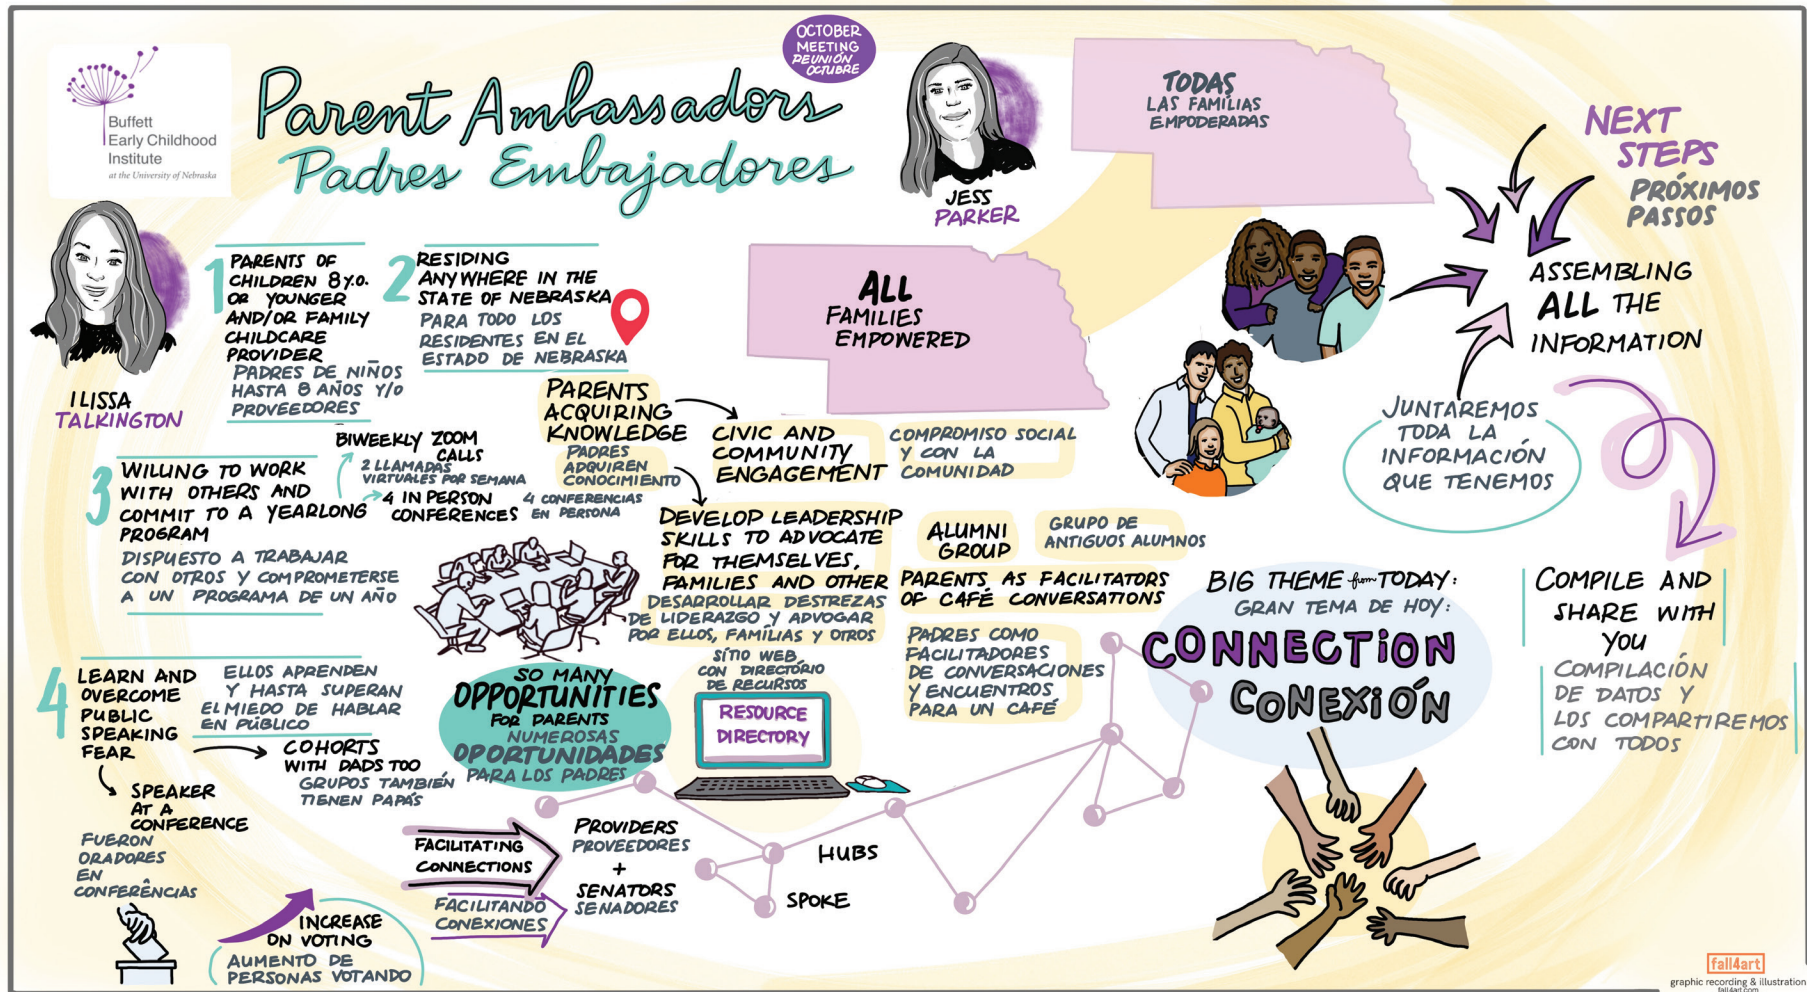 Buffett
Early Childhood
Institute
at the University of Nebraska
Parent Ambassadors
Padres Embajadores
OCTOBER
MEETING
REUNIÓN
OCTUBRE
JESS
PARKER
TODAS
LAS FAMILIAS
EMPODERADAS
ALL
FAMILIES
EMPOWERED
ILISSA
TALKINGTON
1
PARENTS OF
CHILDREN 8 Y.O.
OR YOUNGER
AND/OR FAMILY
CHILDCARE
PROVIDER
PADRES DE NIÑOS
HASTA 8 AÑOS Y/O
PROVEEDORES
2
RESIDING
ANYWHERE IN THE
STATE OF NEBRASKA
PARA TODO LOS
RESIDENTES EN EL
ESTADO DE NEBRASKA
3
WILLING TO WORK
WITH OTHERS AND
COMMIT TO A YEARLONG
PROGRAM
DISPUESTO A TRABAJAR
CON OTROS Y COMPROMETERSE
A UN PROGRAMA DE UN AÑO
BIWEEKLY ZOOM
CALLS
2 LLAMADAS
VIRTUALES POR SEMANA
4 IN PERSON
CONFERENCES
4 CONFERENCIAS
EN PERSONA
4
LEARN AND
OVERCOME
PUBLIC
SPEAKING
FEAR
ELLOS APRENDEN
Y HASTA SUPERAN
EL MIEDO DE HABLAR
EN PÚBLICO
COHORTS
WITH DADS TOO
GRUPOS TAMBIÉN
TIENEN PAPÁS
SPEAKER
AT A
CONFERENCE
FUERON
ORADORES
EN
CONFERÊNCIAS
INCREASE
ON VOTING
AUMENTO DE
PERSONAS VOTANDO
PARENTS
ACQUIRING
KNOWLEDGE
PADRES
ADQUIREN
CONOCIMIENTO
CIVIC AND
COMMUNITY
ENGAGEMENT
COMPROMISO SOCIAL
Y CON LA
COMUNIDAD
DEVELOP LEADERSHIP
SKILLS TO ADVOCATE
FOR THEMSELVES,
FAMILIES AND OTHER
DESARROLLAR DESTREZAS
DE LIDERAZGO Y ADVOGAR
POR ELLOS, FAMÍLIAS Y OTROS
ALUMNI
GROUP
GRUPO DE
ANTIGUOS ALUMNOS
PARENTS AS FACILITATORS
OF CAFÉ CONVERSATIONS
PADRES COMO
FACILITADORES
DE CONVERSACIONES
Y ENCUENTROS
PARA UN CAFÉ
SO MANY
OPPORTUNITIES
FOR PARENTS
NUMEROSAS
OPORTUNIDADES
PARA LOS PADRES
SÍTIO WEB
CON DIRECTÓRIO
DE RECURSOS
RESOURCE
DIRECTORY
FACILITATING
CONNECTIONS
FACILITANDO
CONEXIONES
PROVIDERS
PROVEEDORES
+
SENATORS
SENADORES
HUBS
SPOKE
BIG THEME from TODAY:
GRAN TEMA DE HOY:
CONNECTION
CONEXIÓN
NEXT
STEPS
PRÓXIMOS
PASSOS
ASSEMBLING
ALL THE
INFORMATION
JUNTAREMOS
TODA LA
INFORMACIÓN
QUE TENEMOS
COMPILE AND
SHARE WITH
YOU
COMPILACIÓN
DE DATOS Y
LOS COMPARTIREMOS
CON TODOS
fall4art
graphic recording & illustration
fall4art.com